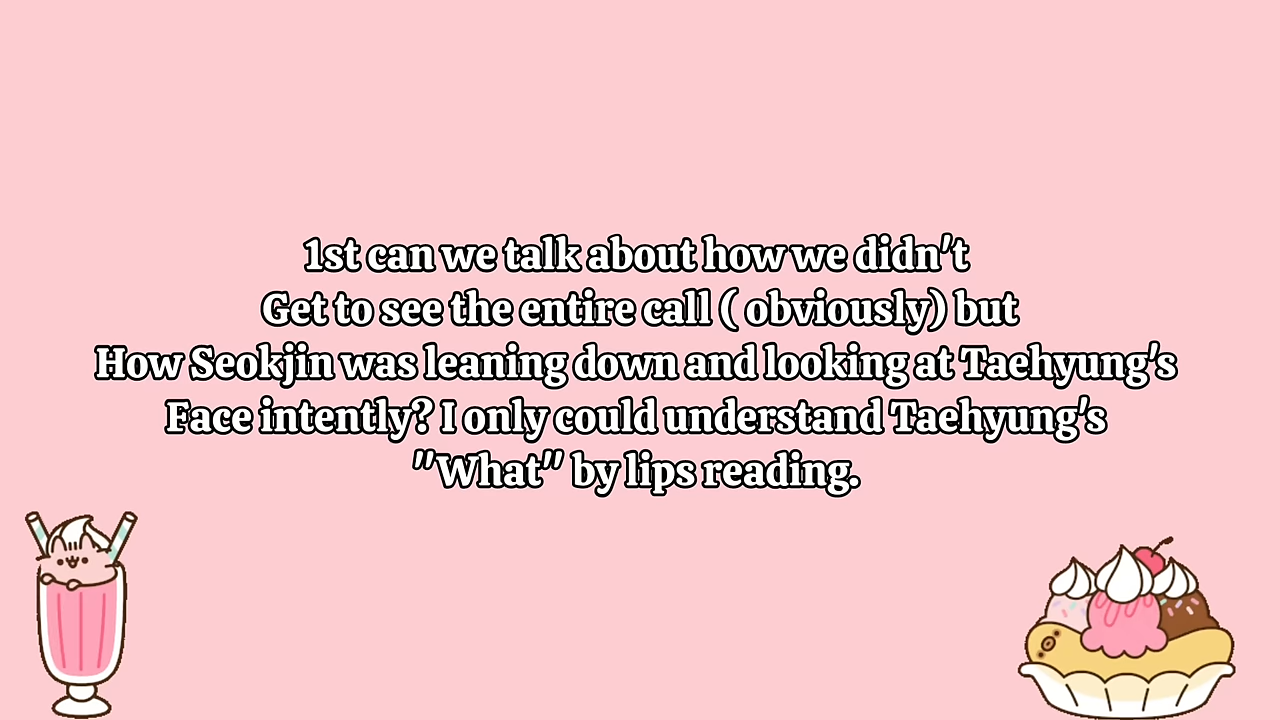 1st can we talk about how we didn't
Get to see the entire call ( obviously) but
How Seokjin was leaning down and looking at Taehyung's
Face intently? I only could understand Taehyung's
"What" by lips reading.